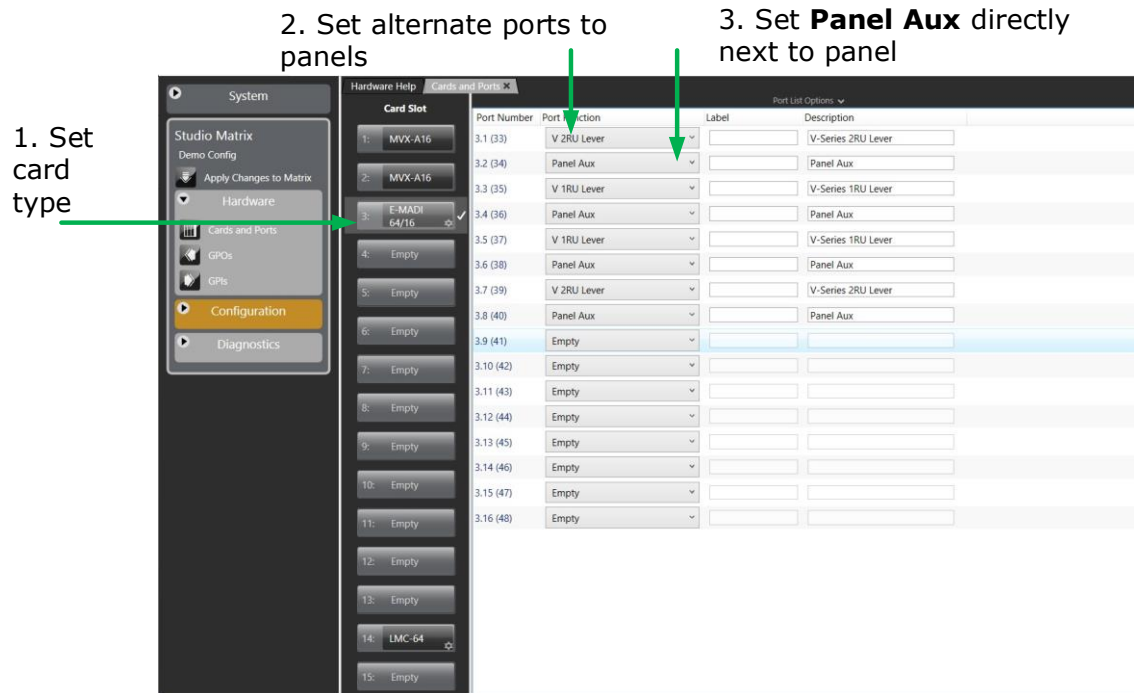 2. Set alternate ports to
panels
3. Set Panel Aux directly
next to panel
1. Set
card
type
System
Studio Matrix
Demo Config
Apply Changes to Matrix
Hardware
Cards and Ports
GPOs
GPIs
Configuration
Diagnostics
Hardware Help Cards and Ports X
Card Slot
1: MVX-A16
2: MVX-A16
3: E-MADI
64/16
4: Empty
5: Empty
6: Empty
7: Empty
8: Empty
9: Empty
10: Empty
11: Empty
12: Empty
13: Empty
14: LMC-64
15: Empty
Port List Options
Port Number Port Function Label Description
3.1 (33) V 2RU Lever V-Series 2RU Lever
3.2 (34) Panel Aux Panel Aux
3.3 (35) V 1RU Lever V-Series 1RU Lever
3.4 (36) Panel Aux Panel Aux
3.5 (37) V 1RU Lever V-Series 1RU Lever
3.6 (38) Panel Aux Panel Aux
3.7 (39) V 2RU Lever V-Series 2RU Lever
3.8 (40) Panel Aux Panel Aux
3.9 (41) Empty
3.10 (42) Empty
3.11 (43) Empty
3.12 (44) Empty
3.13 (45) Empty
3.14 (46) Empty
3.15 (47) Empty
3.16 (48) Empty